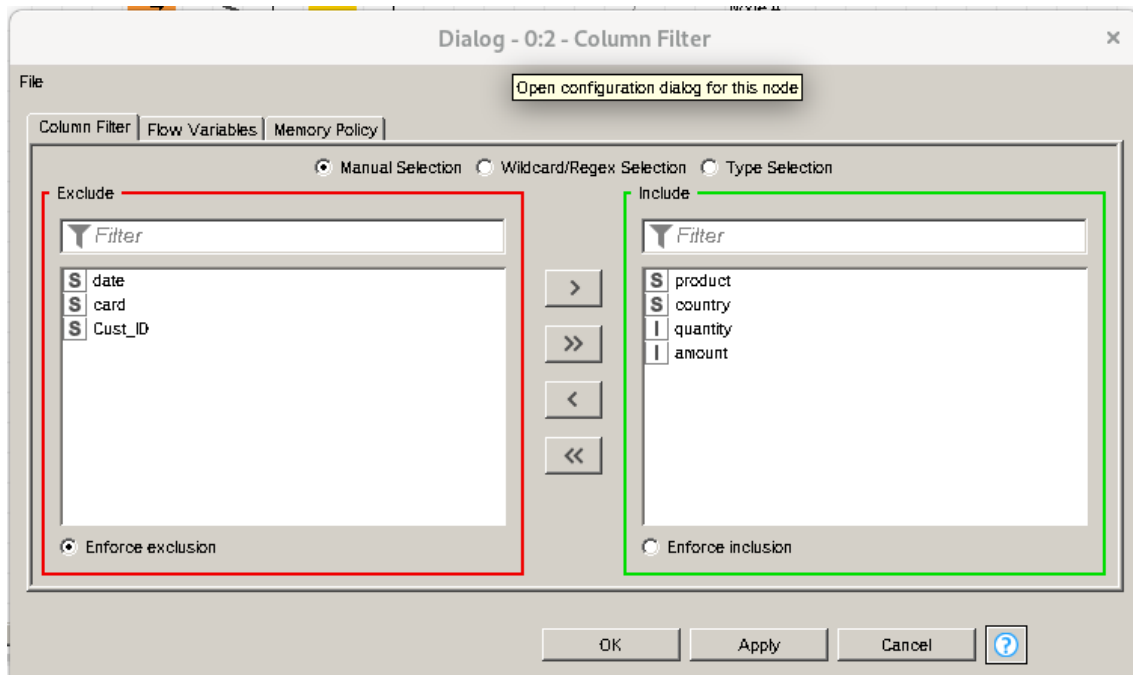 Dialog - 0:2 - Column Filter
File
Open configuration dialog for this node
Column Filter Flow Variables Memory Policy
Manual Selection Wildcard/Regex Selection Type Selection
Exclude Include
Filter Filter
S date S product
S card S country
S Cust_ID I quantity
I amount
>
>>
<
<<
Enforce exclusion Enforce inclusion
OK Apply Cancel ?